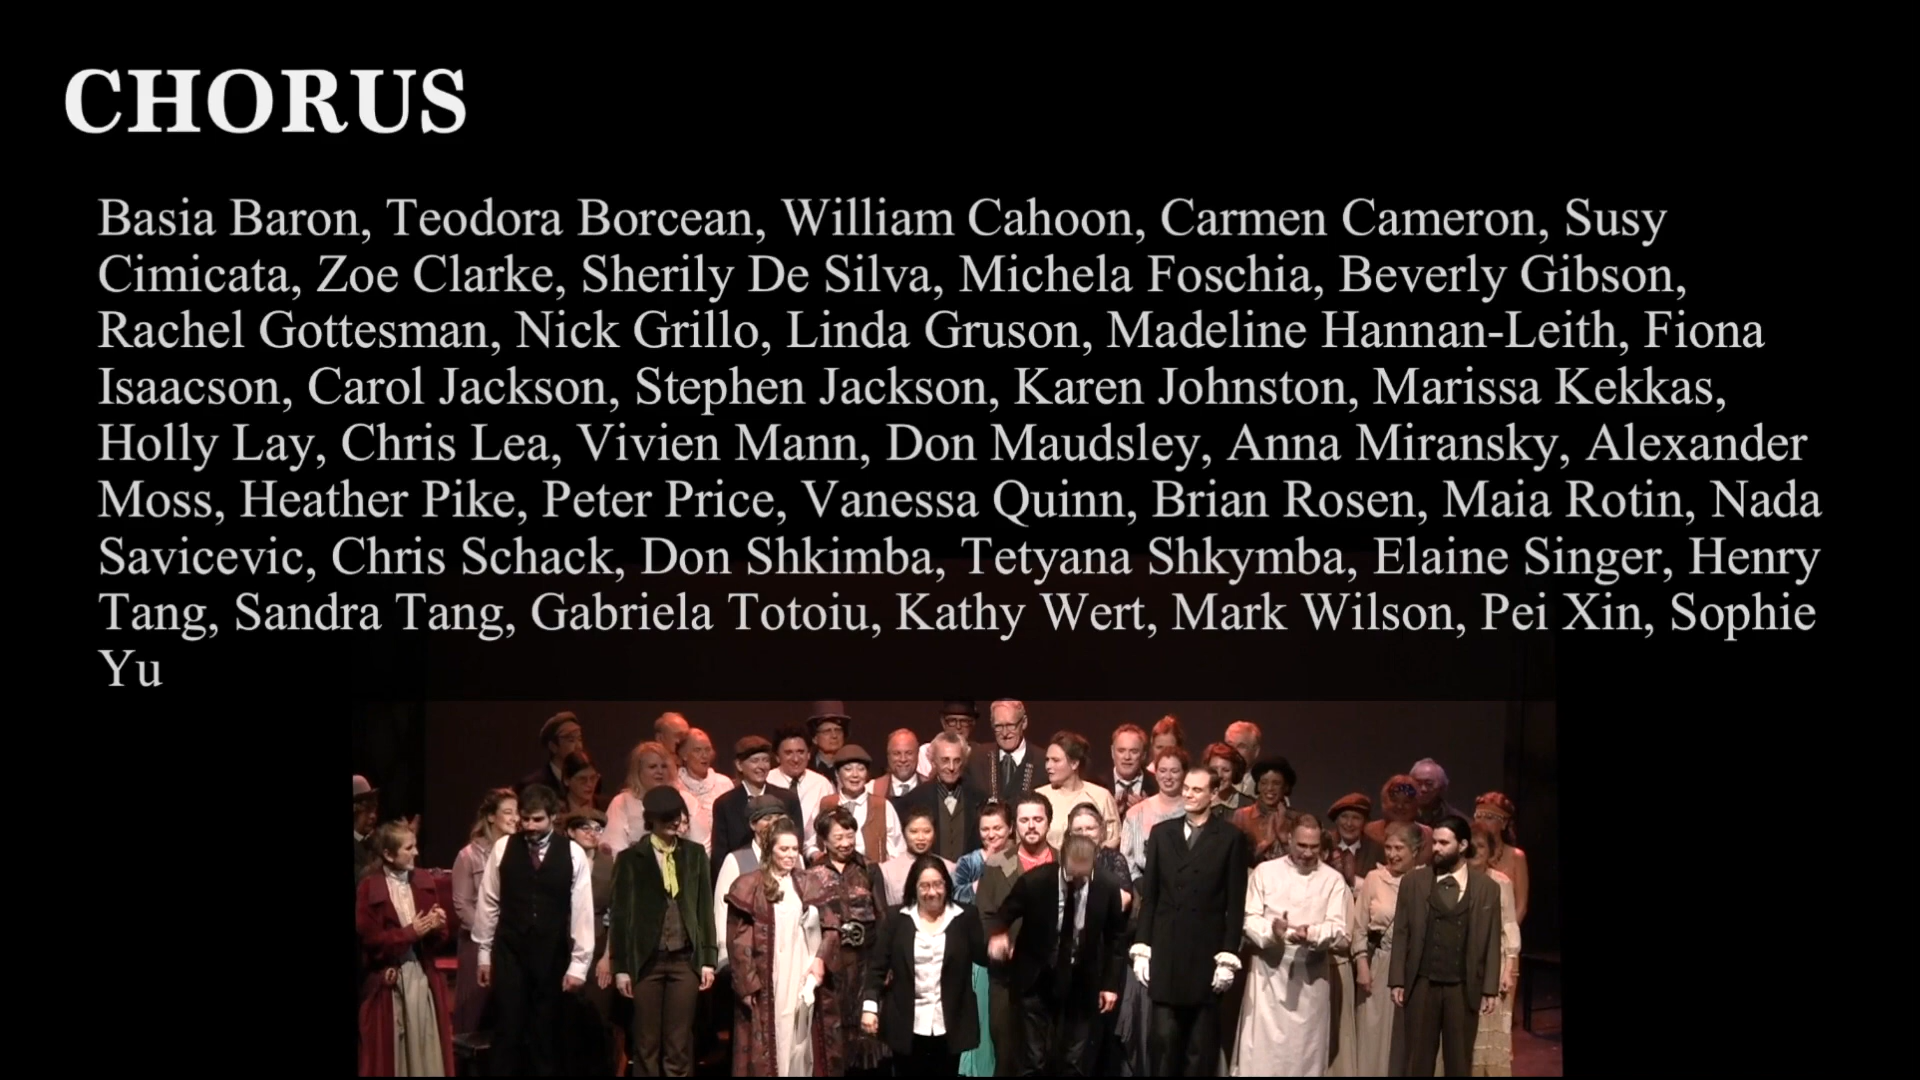 CHORUS
Basia Baron, Teodora Borcean, William Cahoon, Carmen Cameron, Susy
Cimicata, Zoe Clarke, Sherily De Silva, Michela Foschia, Beverly Gibson,
Rachel Gottesman, Nick Grillo, Linda Gruson, Madeline Hannan-Leith, Fiona
Isaacson, Carol Jackson, Stephen Jackson, Karen Johnston, Marissa Kekkas,
Holly Lay, Chris Lea, Vivien Mann, Don Maudsley, Anna Miransky, Alexander
Moss, Heather Pike, Peter Price, Vanessa Quinn, Brian Rosen, Maia Rotin, Nada
Savicevic, Chris Schack, Don Shkimba, Tetyana Shkymba, Elaine Singer, Henry
Tang, Sandra Tang, Gabriela Totoiu, Kathy Wert, Mark Wilson, Pei Xin, Sophie
Yu